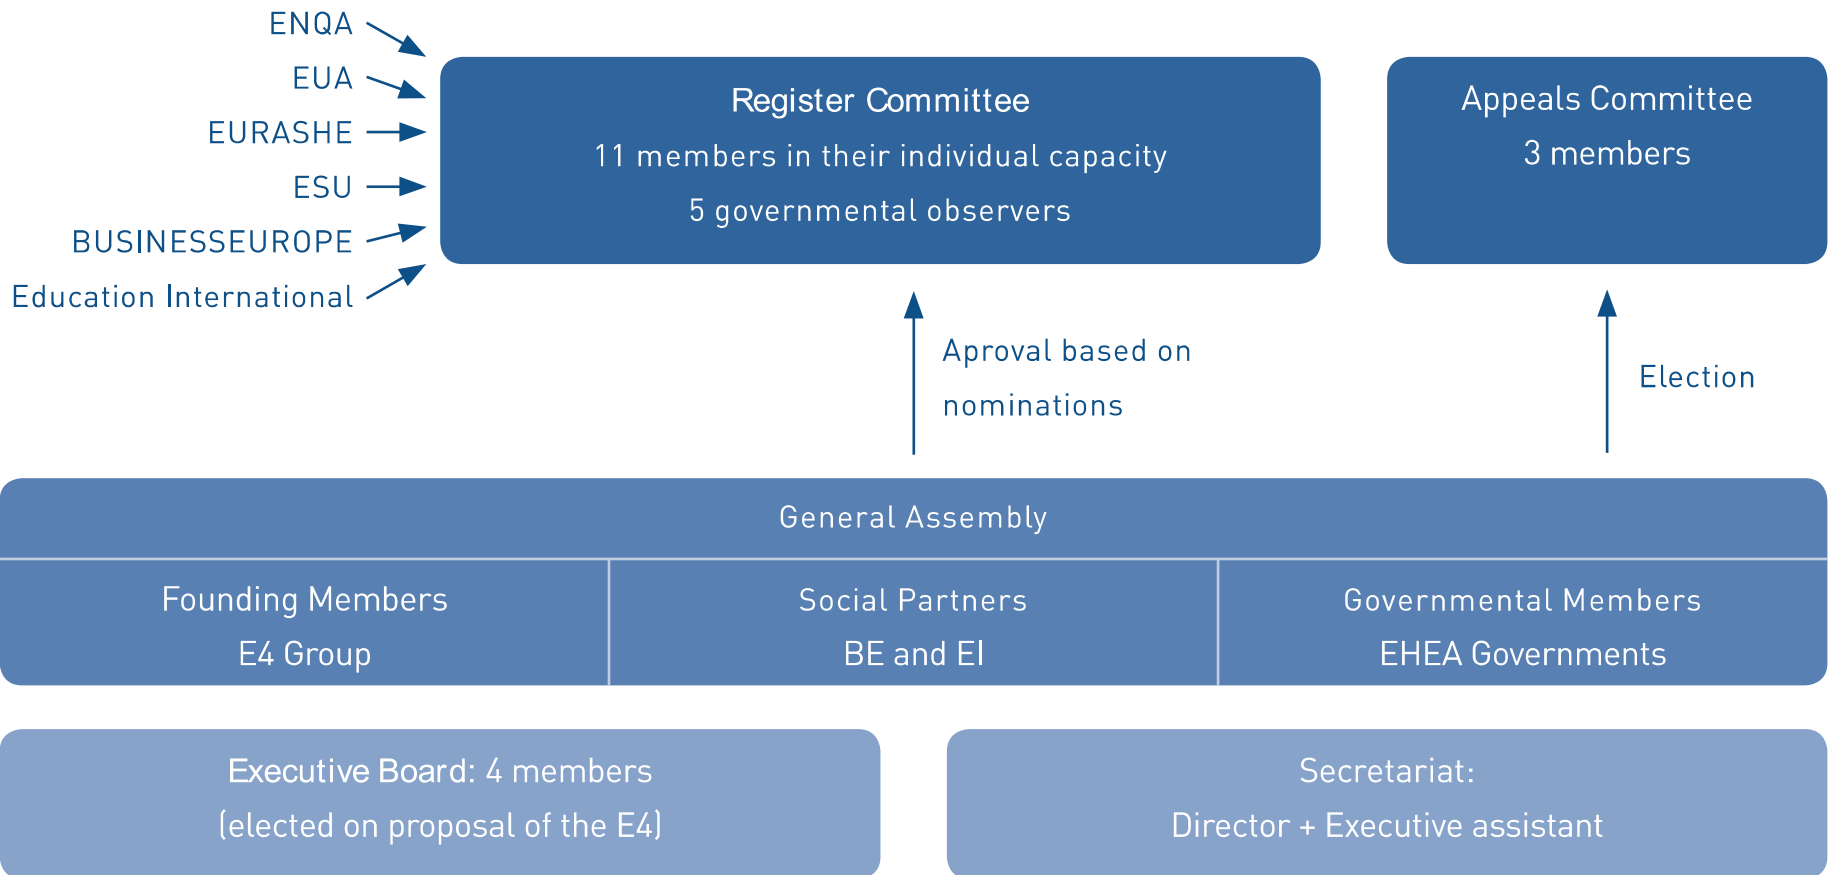 ENQA
EUA
EURASHE
ESU
BUSINESSEUROPE
Education International
Register Committee
11 members in their individual capacity
5 governmental observers
Appeals Committee
3 members
Aproval based on
nominations
Election
General Assembly
Founding Members
E4 Group
Social Partners
BE and EI
Governmental Members
EHEA Governments
Executive Board: 4 members
(elected on proposal of the E4)
Secretariat:
Director + Executive assistant